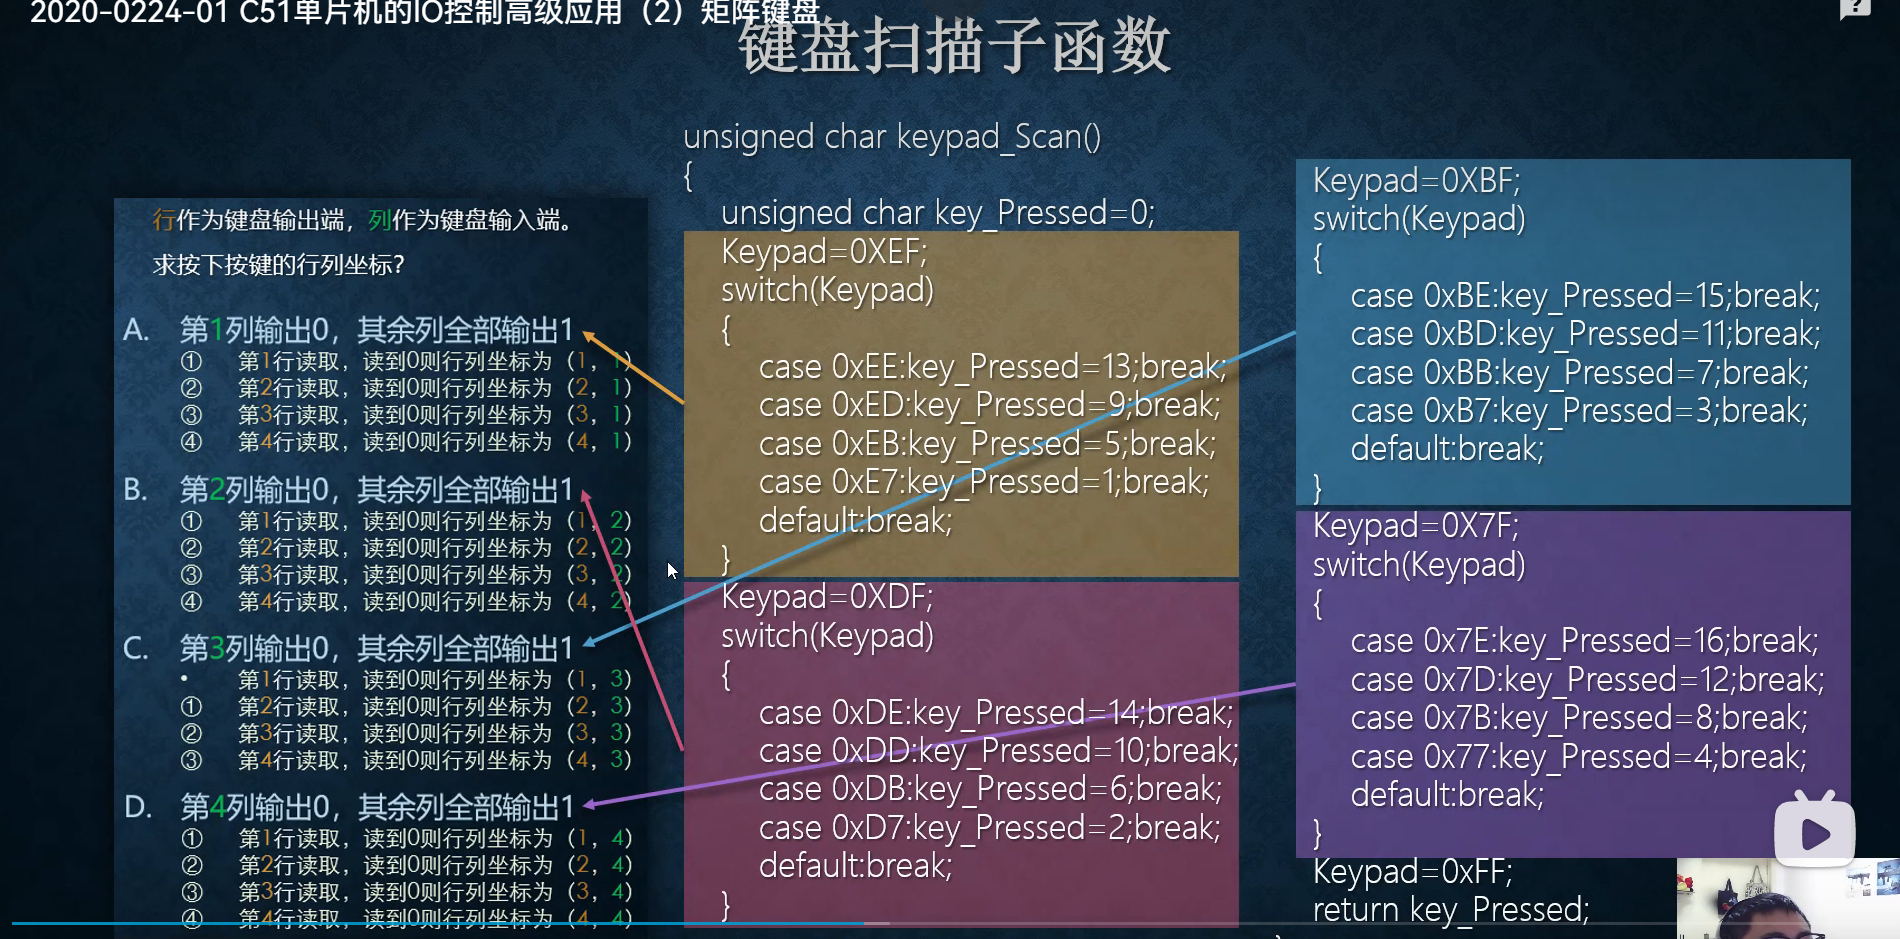 2020-0224-01 C51单片机的IO控制高级应用（2）矩阵键盘
键盘扫描子函数
行作为键盘输出端，列作为键盘输入端。
求按下按键的行列坐标？
A. 第1列输出0，其余列全部输出1
① 第1行读取，读到0则行列坐标为（1，1）
② 第2行读取，读到0则行列坐标为（2，1）
③ 第3行读取，读到0则行列坐标为（3，1）
④ 第4行读取，读到0则行列坐标为（4，1）
B. 第2列输出0，其余列全部输出1
① 第1行读取，读到0则行列坐标为（1，2）
② 第2行读取，读到0则行列坐标为（2，2）
③ 第3行读取，读到0则行列坐标为（3，2）
④ 第4行读取，读到0则行列坐标为（4，2）
C. 第3列输出0，其余列全部输出1
• 第1行读取，读到0则行列坐标为（1，3）
① 第2行读取，读到0则行列坐标为（2，3）
② 第3行读取，读到0则行列坐标为（3，3）
③ 第4行读取，读到0则行列坐标为（4，3）
D. 第4列输出0，其余列全部输出1
① 第1行读取，读到0则行列坐标为（1，4）
② 第2行读取，读到0则行列坐标为（2，4）
③ 第3行读取，读到0则行列坐标为（3，4）
④ 第4行读取，读到0则行列坐标为（4，4）
unsigned char keypad_Scan()
{
unsigned char key_Pressed=0;
Keypad=0XEF;
switch(Keypad)
{
case 0xEE:key_Pressed=13;break;
case 0xED:key_Pressed=9;break;
case 0xEB:key_Pressed=5;break;
case 0xE7:key_Pressed=1;break;
default:break;
}
Keypad=0XDF;
switch(Keypad)
{
case 0xDE:key_Pressed=14;break;
case 0xDD:key_Pressed=10;break;
case 0xDB:key_Pressed=6;break;
case 0xD7:key_Pressed=2;break;
default:break;
}
Keypad=0XBF;
switch(Keypad)
{
case 0xBE:key_Pressed=15;break;
case 0xBD:key_Pressed=11;break;
case 0xBB:key_Pressed=7;break;
case 0xB7:key_Pressed=3;break;
default:break;
}
Keypad=0X7F;
switch(Keypad)
{
case 0x7E:key_Pressed=16;break;
case 0x7D:key_Pressed=12;break;
case 0x7B:key_Pressed=8;break;
case 0x77:key_Pressed=4;break;
default:break;
}
Keypad=0xFF;
return key_Pressed;
}